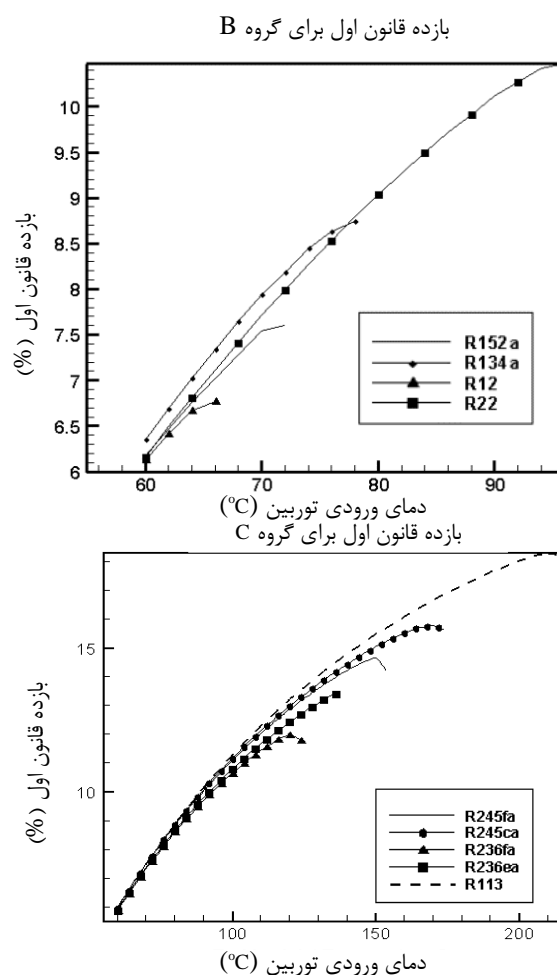 بازده قانون اول برای گروه B
10
9.5
9
8.5
8
7.5
7
6.5
6
بازده قانون اول (%)
R152a
R134a
R12
R22
60 70 80 90
دمای ورودی توربین (°C)
بازده قانون اول برای گروه C
15
10
بازده قانون اول (%)
R245fa
R245ca
R236fa
R236ea
R113
100 150 200
دمای ورودی توربین (°C)